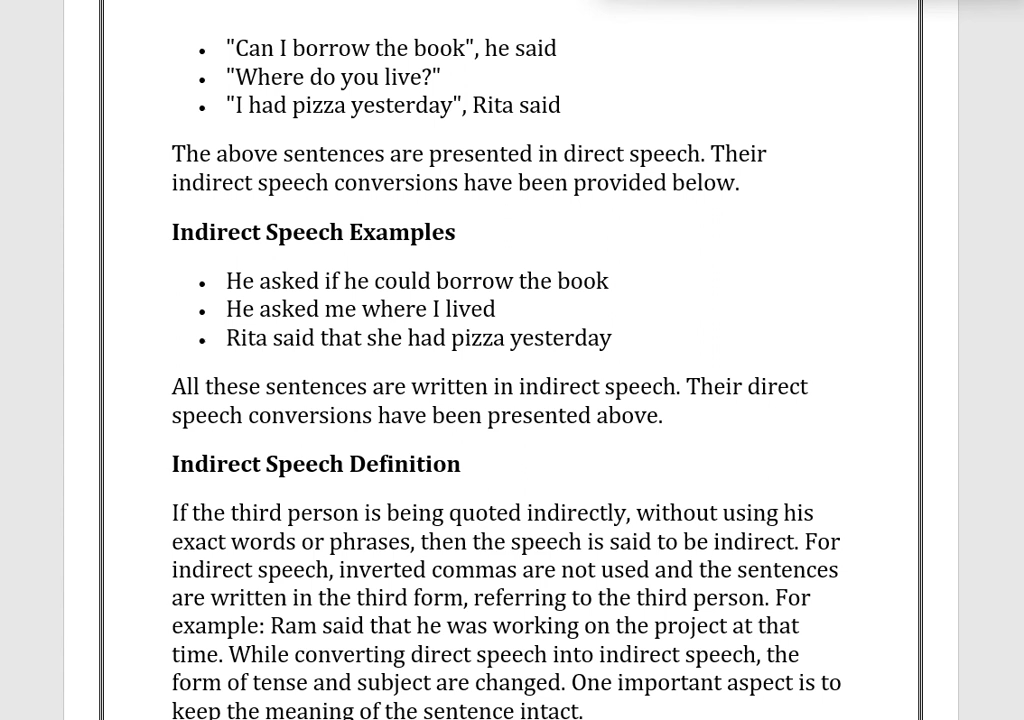 • "Can I borrow the book", he said
• "Where do you live?"
• "I had pizza yesterday", Rita said
The above sentences are presented in direct speech. Their
indirect speech conversions have been provided below.
Indirect Speech Examples
• He asked if he could borrow the book
• He asked me where I lived
• Rita said that she had pizza yesterday
All these sentences are written in indirect speech. Their direct
speech conversions have been presented above.
Indirect Speech Definition
If the third person is being quoted indirectly, without using his
exact words or phrases, then the speech is said to be indirect. For
indirect speech, inverted commas are not used and the sentences
are written in the third form, referring to the third person. For
example: Ram said that he was working on the project at that
time. While converting direct speech into indirect speech, the
form of tense and subject are changed. One important aspect is to
keep the meaning of the sentence intact.